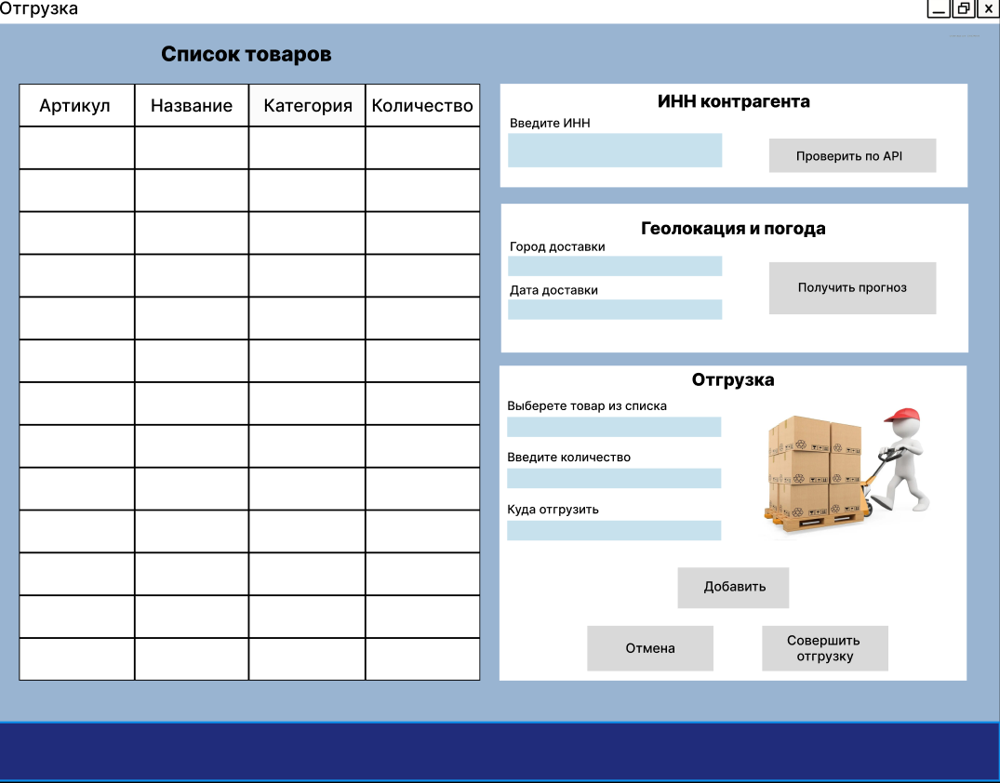 Отгрузка
x
Список товаров
Артикул
Название
Категория
Количество
ИНН контрагента
Введите ИНН
Проверить по API
Геолокация и погода
Город доставки
Дата доставки
Получить прогноз
Отгрузка
Выберете товар из списка
Введите количество
Куда отгрузить
Добавить
Отмена
Совершить
отгрузку